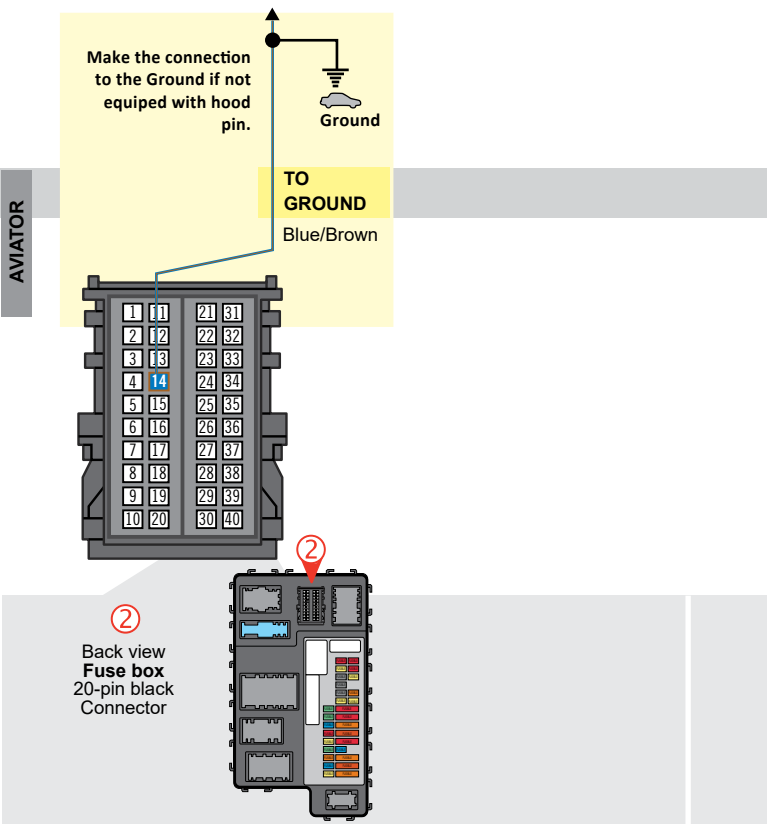 Make the connection
to the Ground if not
equiped with hood
pin.
Ground
TO
GROUND
Blue/Brown
AVIATOR
1 11 21 31
2 12 22 32
3 13 23 33
4 14 24 34
5 15 25 35
6 16 26 36
7 17 27 37
8 18 28 38
9 19 29 39
10 20 30 40
2
2
Back view
Fuse box
20-pin black
Connector